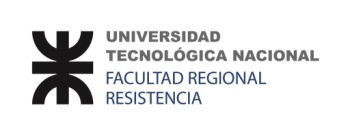 UNIVERSIDAD
TECNOLÓGICA NACIONAL
FACULTAD REGIONAL
RESISTENCIA